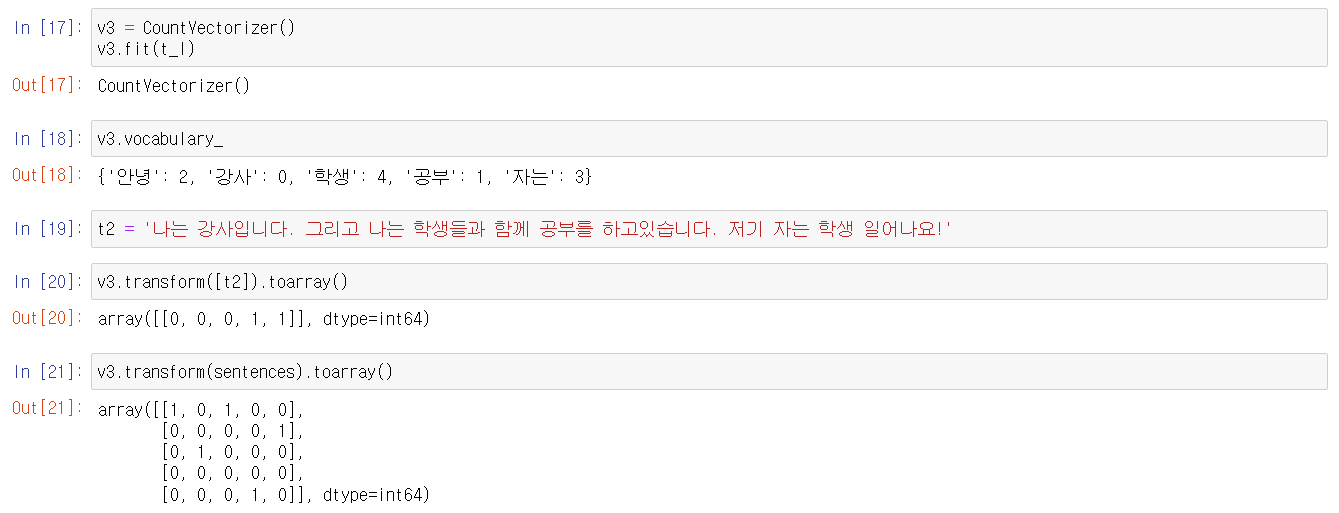 In [17]: v3 = CountVectorizer()
v3.fit(t_l)
Out[17]: CountVectorizer()
In [18]: v3.vocabulary_
Out[18]: {'안녕': 2, '강사': 0, '학생': 4, '공부': 1, '자는': 3}
In [19]: t2 = '나는 강사입니다. 그리고 나는 학생들과 함께 공부를 하고있습니다. 저기 자는 학생 일어나요!'
In [20]: v3.transform([t2]).toarray()
Out[20]: array([[0, 0, 0, 1, 1]], dtype=int64)
In [21]: v3.transform(sentences).toarray()
Out[21]: array([[1, 0, 1, 0, 0],
[0, 0, 0, 0, 1],
[0, 1, 0, 0, 0],
[0, 0, 0, 0, 0],
[0, 0, 0, 1, 0]], dtype=int64)